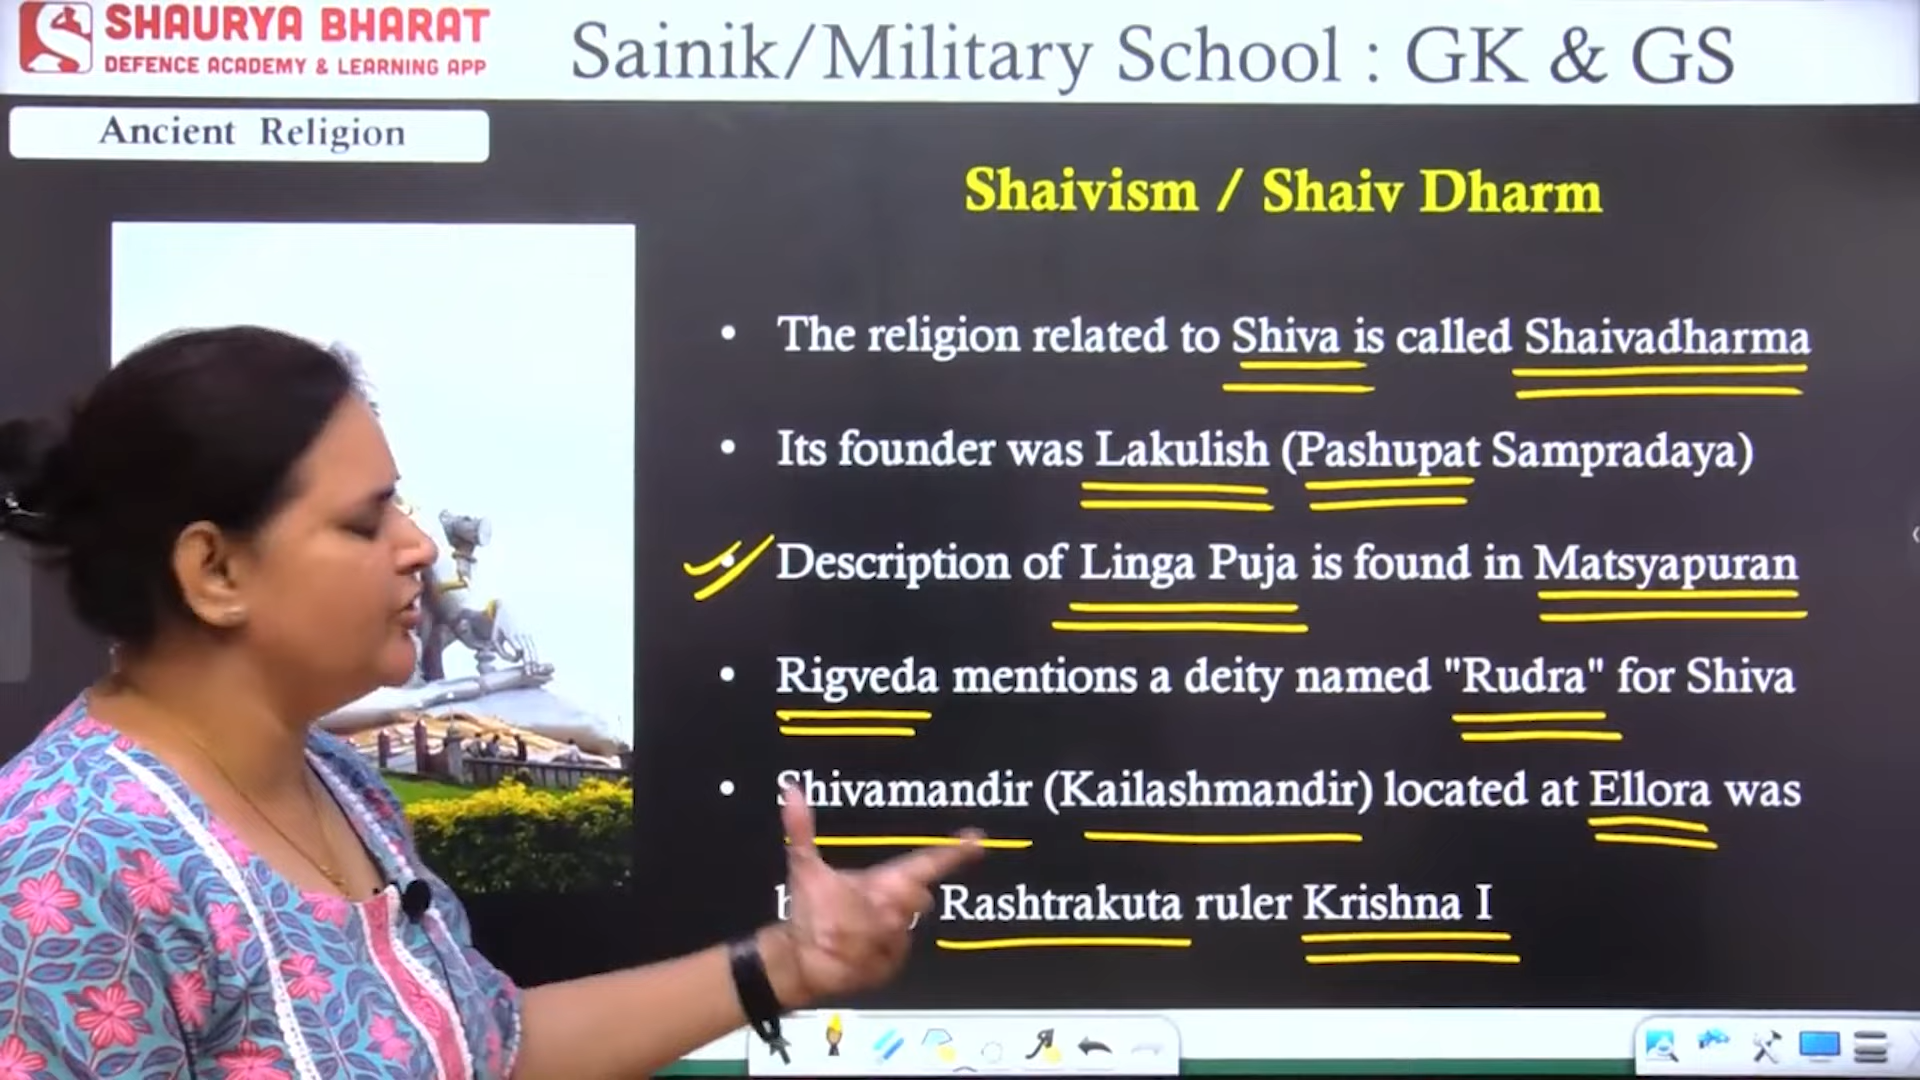 SHAURYA BHARAT
DEFENCE ACADEMY & LEARNING APP
Sainik/Military School : GK & GS
Ancient Religion
Shaivism / Shaiv Dharm
• The religion related to Shiva is called Shaivadharma
• Its founder was Lakulish (Pashupat Sampradaya)
• Description of Linga Puja is found in Matsyapuran
• Rigveda mentions a deity named "Rudra" for Shiva
• Shivamandir (Kailashmandir) located at Ellora was
Rashtrakuta ruler Krishna I